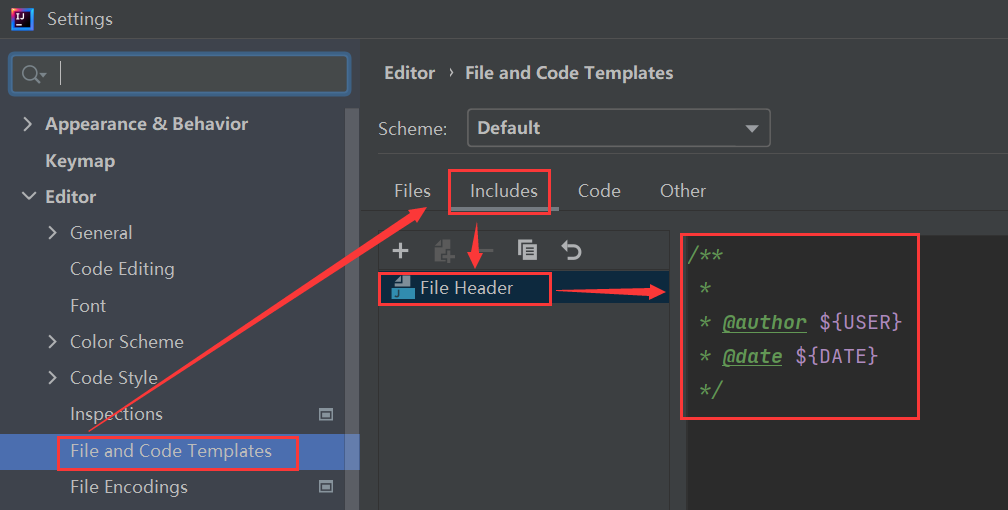 IJ
Settings
Appearance & Behavior
Keymap
Editor
General
Code Editing
Font
Color Scheme
Code Style
Inspections
File and Code Templates
File Encodings
Editor › File and Code Templates
Scheme: Default
Files Includes Code Other
File Header
/**
*
* @author ${USER}
* @date ${DATE}
*/